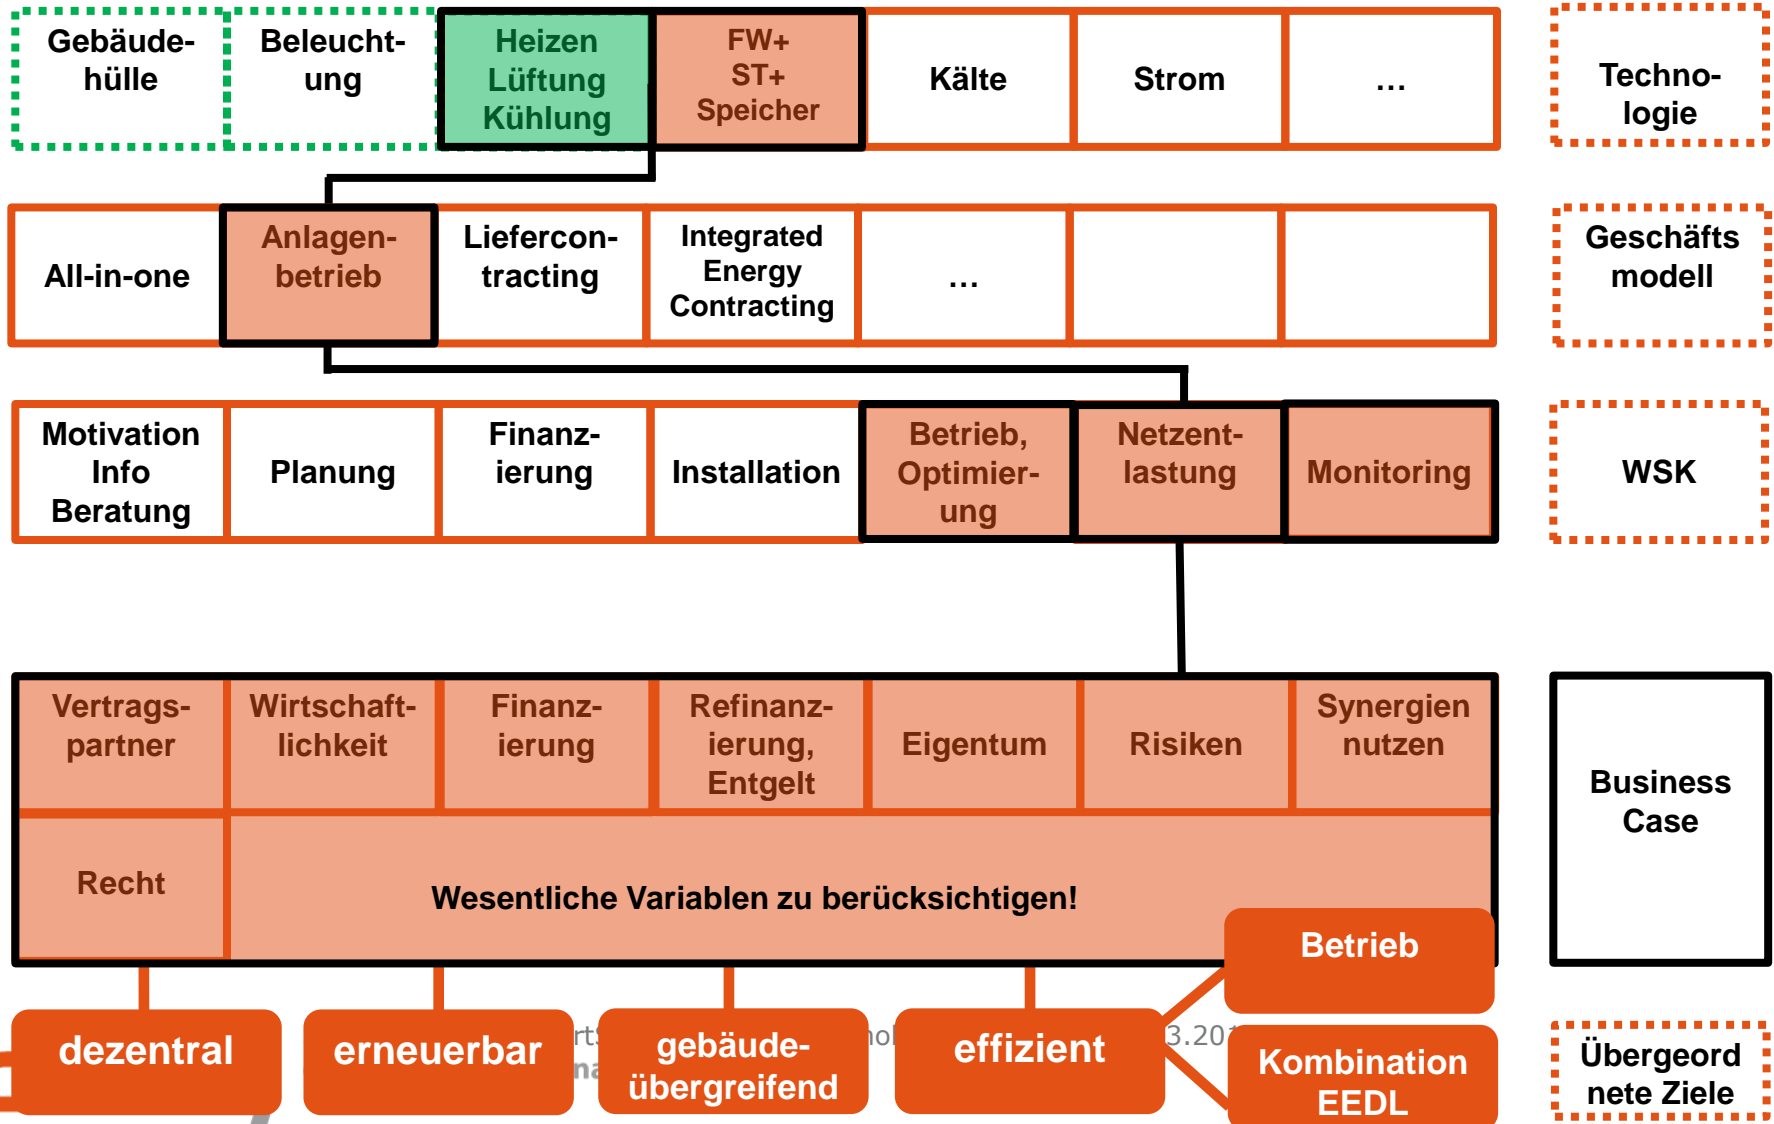 Gebäude-
hülle
Beleucht-
ung
Heizen
Lüftung
Kühlung
FW+
ST+
Speicher
Kälte
Strom
...
Techno-
logie
All-in-one
Anlagen-
betrieb
Liefercon-
tracting
Integrated
Energy
Contracting
...
Geschäfts
modell
Motivation
Info
Beratung
Planung
Finanz-
ierung
Installation
Betrieb,
Optimier-
ung
Netzent-
lastung
Monitoring
WSK
Vertrags-
partner
Wirtschaft-
lichkeit
Finanz-
ierung
Refinanz-
ierung,
Entgelt
Eigentum
Risiken
Synergien
nutzen
Business
Case
Recht
Wesentliche Variablen zu berücksichtigen!
dezentral
erneuerbar
gebäude-
übergreifend
effizient
Betrieb
Kombination
EEDL
Übergeord
nete Ziele